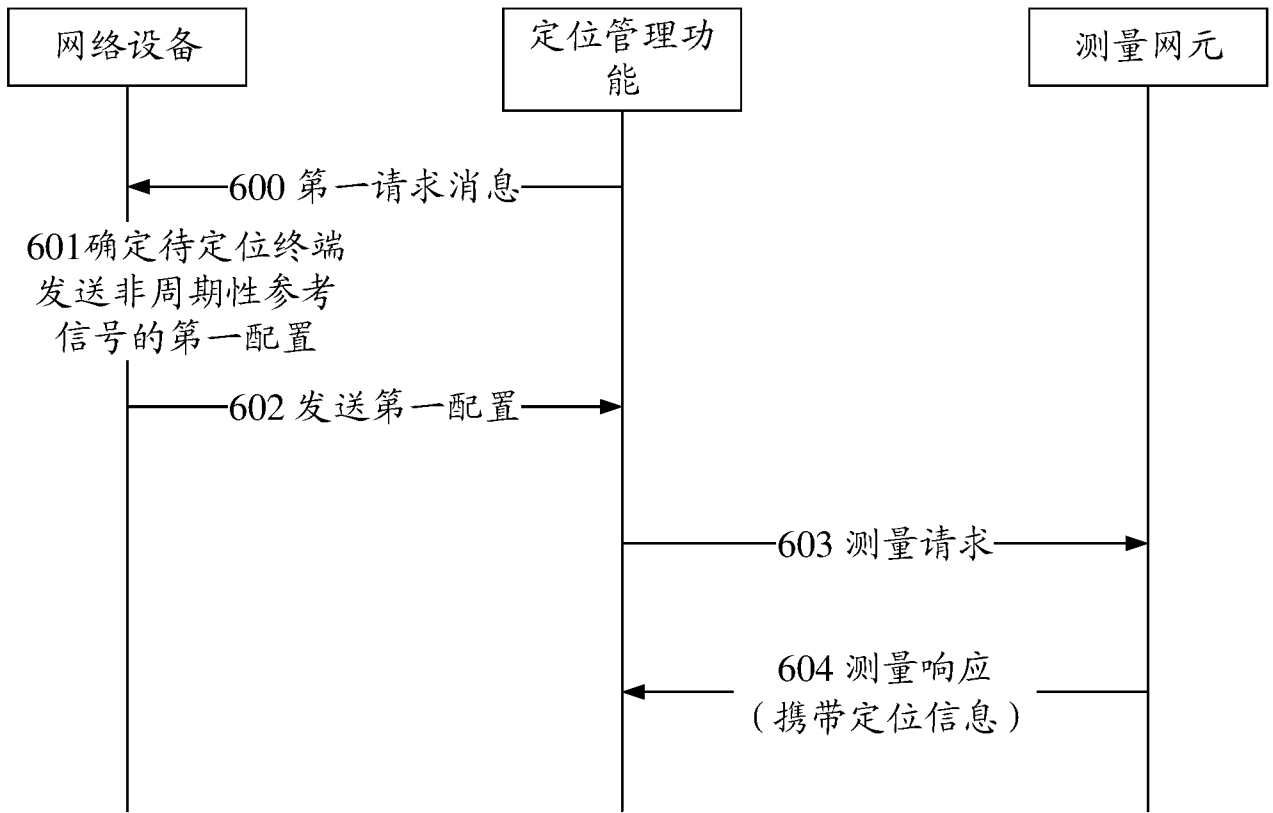 网络设备
定位管理功
能
测量网元
600 第一请求消息
601确定待定位终端
发送非周期性参考
信号的第一配置
602 发送第一配置
603 测量请求
604 测量响应
（携带定位信息）